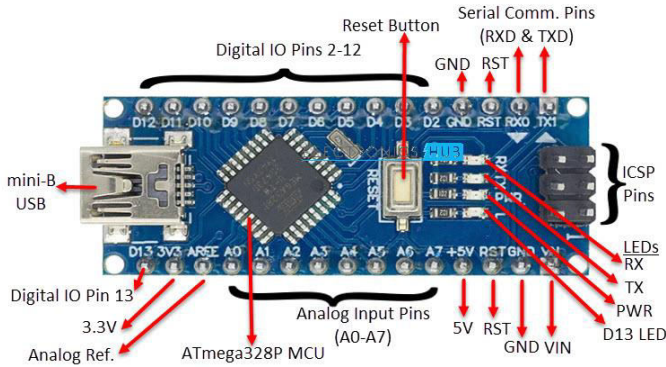 Reset Button
Serial Comm. Pins
(RXD & TXD)
Digital IO Pins 2-12
GND
RST
D12 D11 D10 D9 D8 D7 D6 D5 D4 D3 D2 GND RST RX0 TX1
HUB
mini-B
USB
RESET
L
ICSP
Pins
D13 3V3 AREF A0 A1 A2 A3 A4 A5 A6 A7 +5V RST GND VIN
LEDs
RX
TX
PWR
D13 LED
Digital IO Pin 13
3.3V
Analog Ref.
ATmega328P MCU
Analog Input Pins
(A0-A7)
5V
RST
GND
VIN